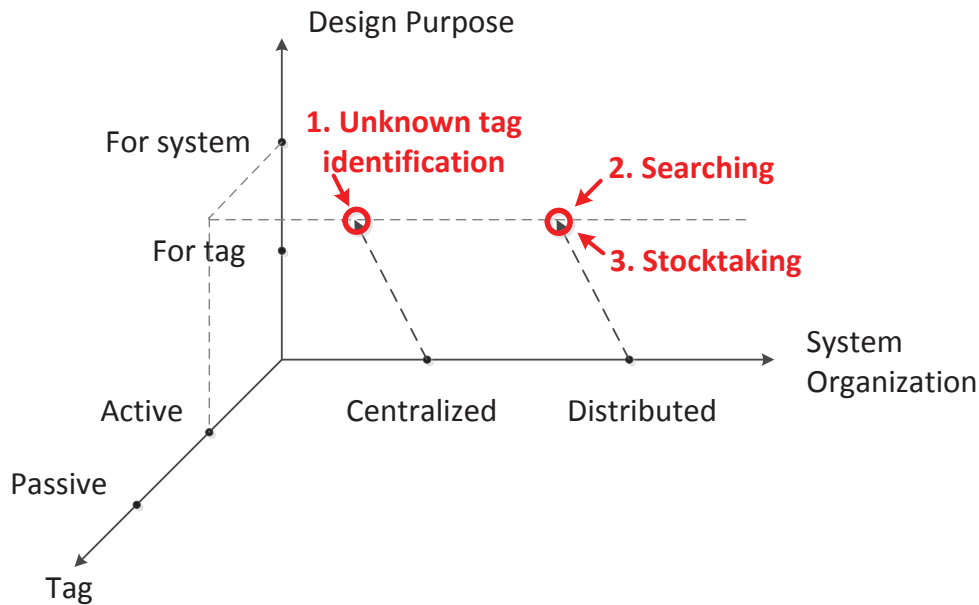 Design Purpose
1. Unknown tag
identification
For system
2. Searching
For tag
3. Stocktaking
System
Organization
Centralized
Distributed
Active
Passive
Tag